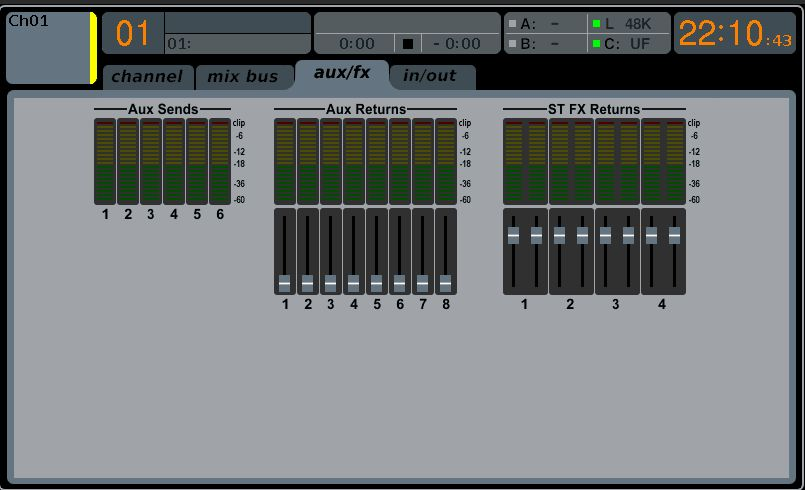 Ch01
01
01:
0:00 - 0:00
A: - L 48K
B: - C: UF
22:10:43
channel mix bus aux/fx in/out
Aux Sends Aux Returns ST FX Returns
clip clip clip
-6 -6 -6
-12 -12 -12
-18 -18 -18
-36 -36 -36
-60 -60 -60
1 2 3 4 5 6
1 2 3 4 5 6 7 8 1 2 3 4